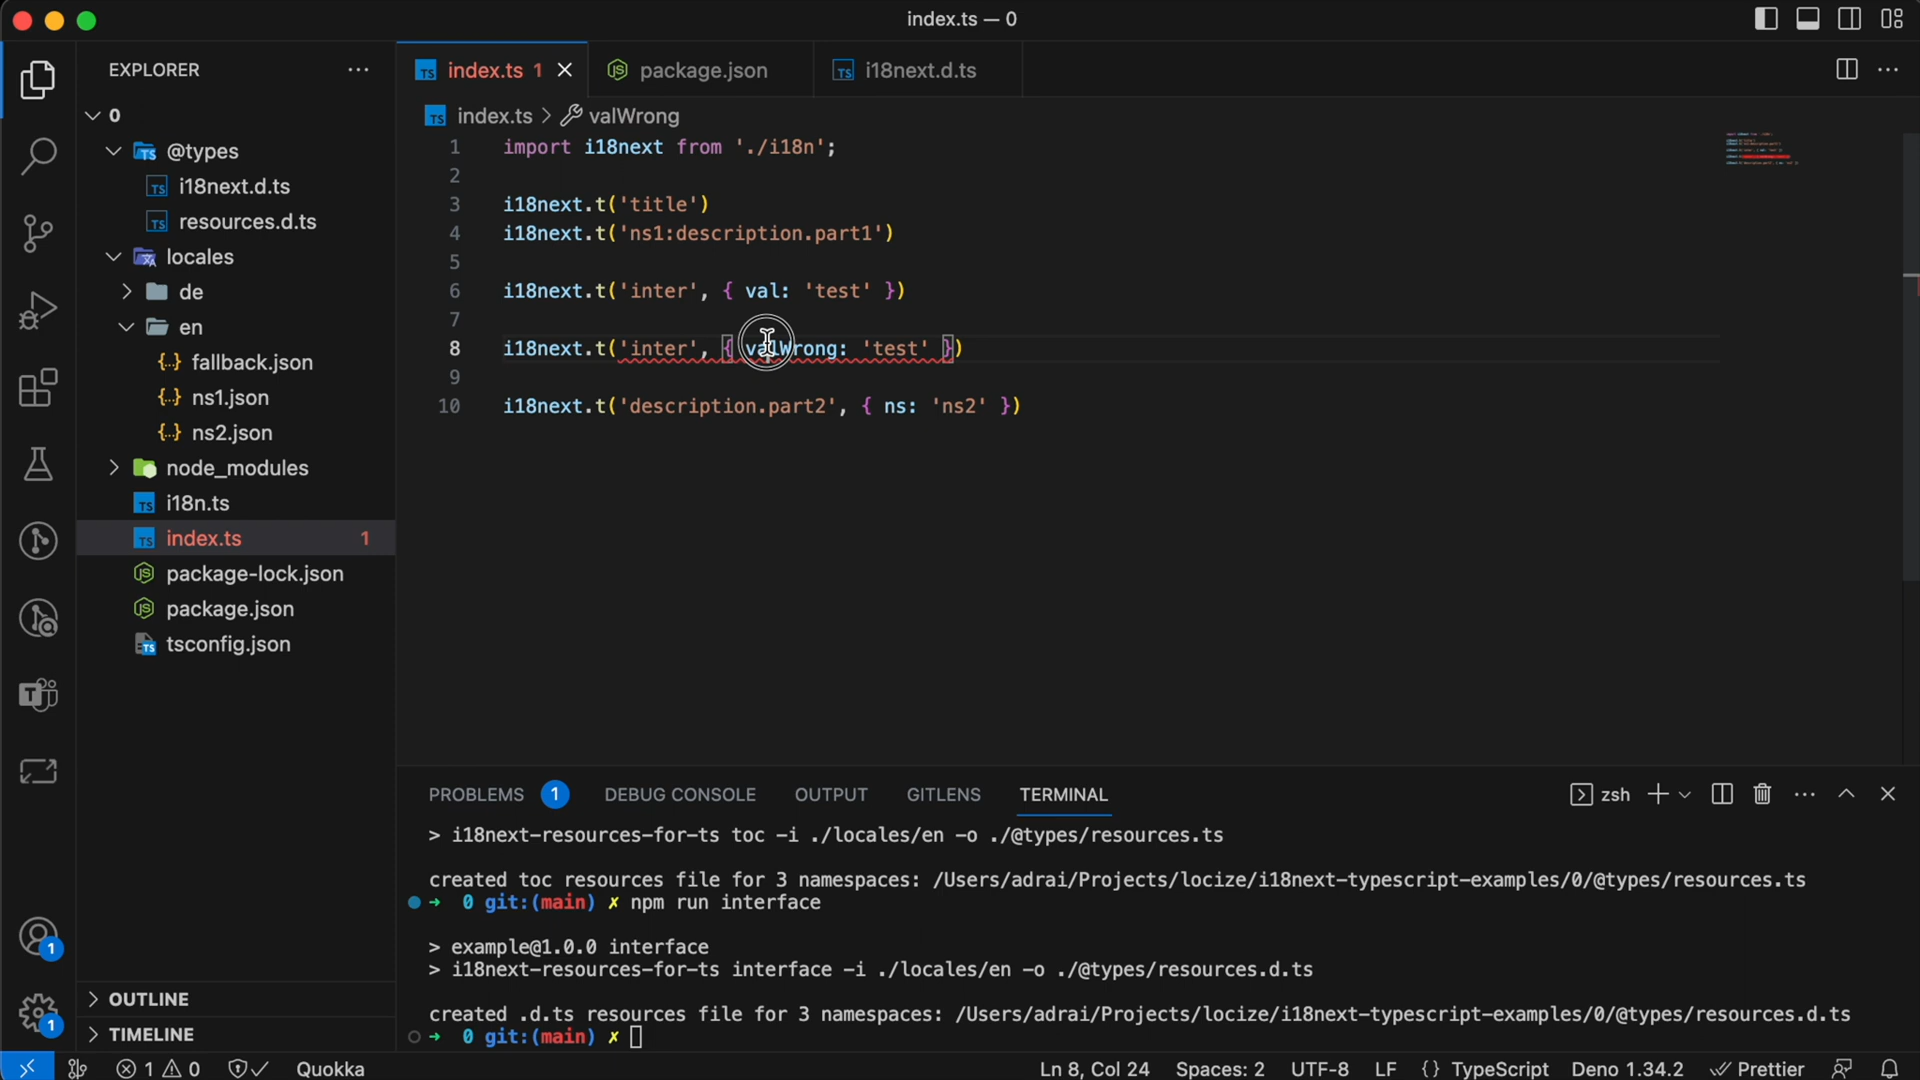 index.ts — 0
EXPLORER
0
@types
i18next.d.ts
resources.d.ts
locales
de
en
fallback.json
ns1.json
ns2.json
node_modules
i18n.ts
index.ts 1
package-lock.json
package.json
tsconfig.json
OUTLINE
TIMELINE
index.ts 1
package.json
i18next.d.ts
index.ts > valWrong
1 import i18next from './i18n';
2
3 i18next.t('title')
4 i18next.t('ns1:description.part1')
5
6 i18next.t('inter', { val: 'test' })
7
8 i18next.t('inter', { valWrong: 'test' })
9
10 i18next.t('description.part2', { ns: 'ns2' })
PROBLEMS 1 DEBUG CONSOLE OUTPUT GITLENS TERMINAL zsh
> i18next-resources-for-ts toc -i ./locales/en -o ./@types/resources.ts
created toc resources file for 3 namespaces: /Users/adrai/Projects/locize/i18next-typescript-examples/0/@types/resources.ts
→ 0 git:(main) ✗ npm run interface
> example@1.0.0 interface
> i18next-resources-for-ts interface -i ./locales/en -o ./@types/resources.d.ts
created .d.ts resources file for 3 namespaces: /Users/adrai/Projects/locize/i18next-typescript-examples/0/@types/resources.d.ts
→ 0 git:(main) ✗
1
1
1 0 Quokka Ln 8, Col 24 Spaces: 2 UTF-8 LF {} TypeScript Deno 1.34.2 Prettier